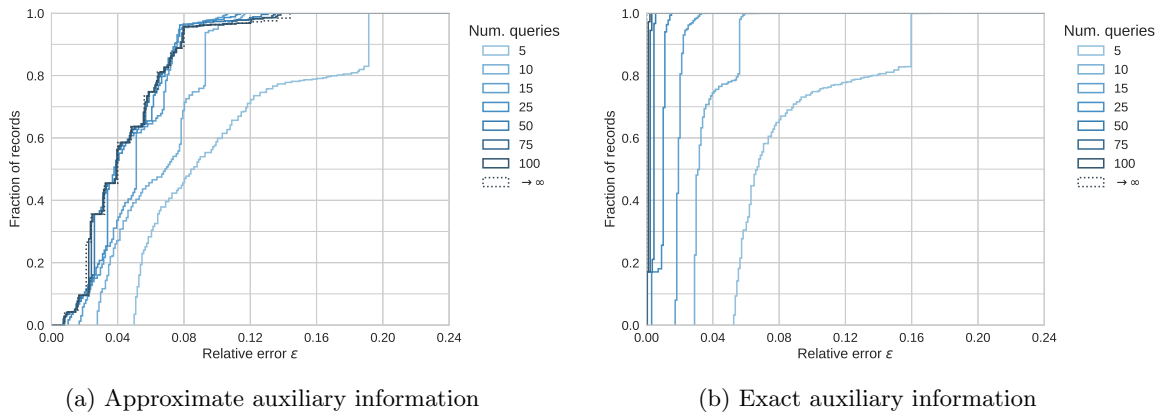 Fraction of records
1.0
0.8
0.6
0.4
0.2
0.0
0.00 0.04 0.08 0.12 0.16 0.20 0.24
Relative error ε
Num. queries
5
10
15
25
50
75
100
→ ∞
(a) Approximate auxiliary information
Fraction of records
1.0
0.8
0.6
0.4
0.2
0.0
0.00 0.04 0.08 0.12 0.16 0.20 0.24
Relative error ε
Num. queries
5
10
15
25
50
75
100
→ ∞
(b) Exact auxiliary information